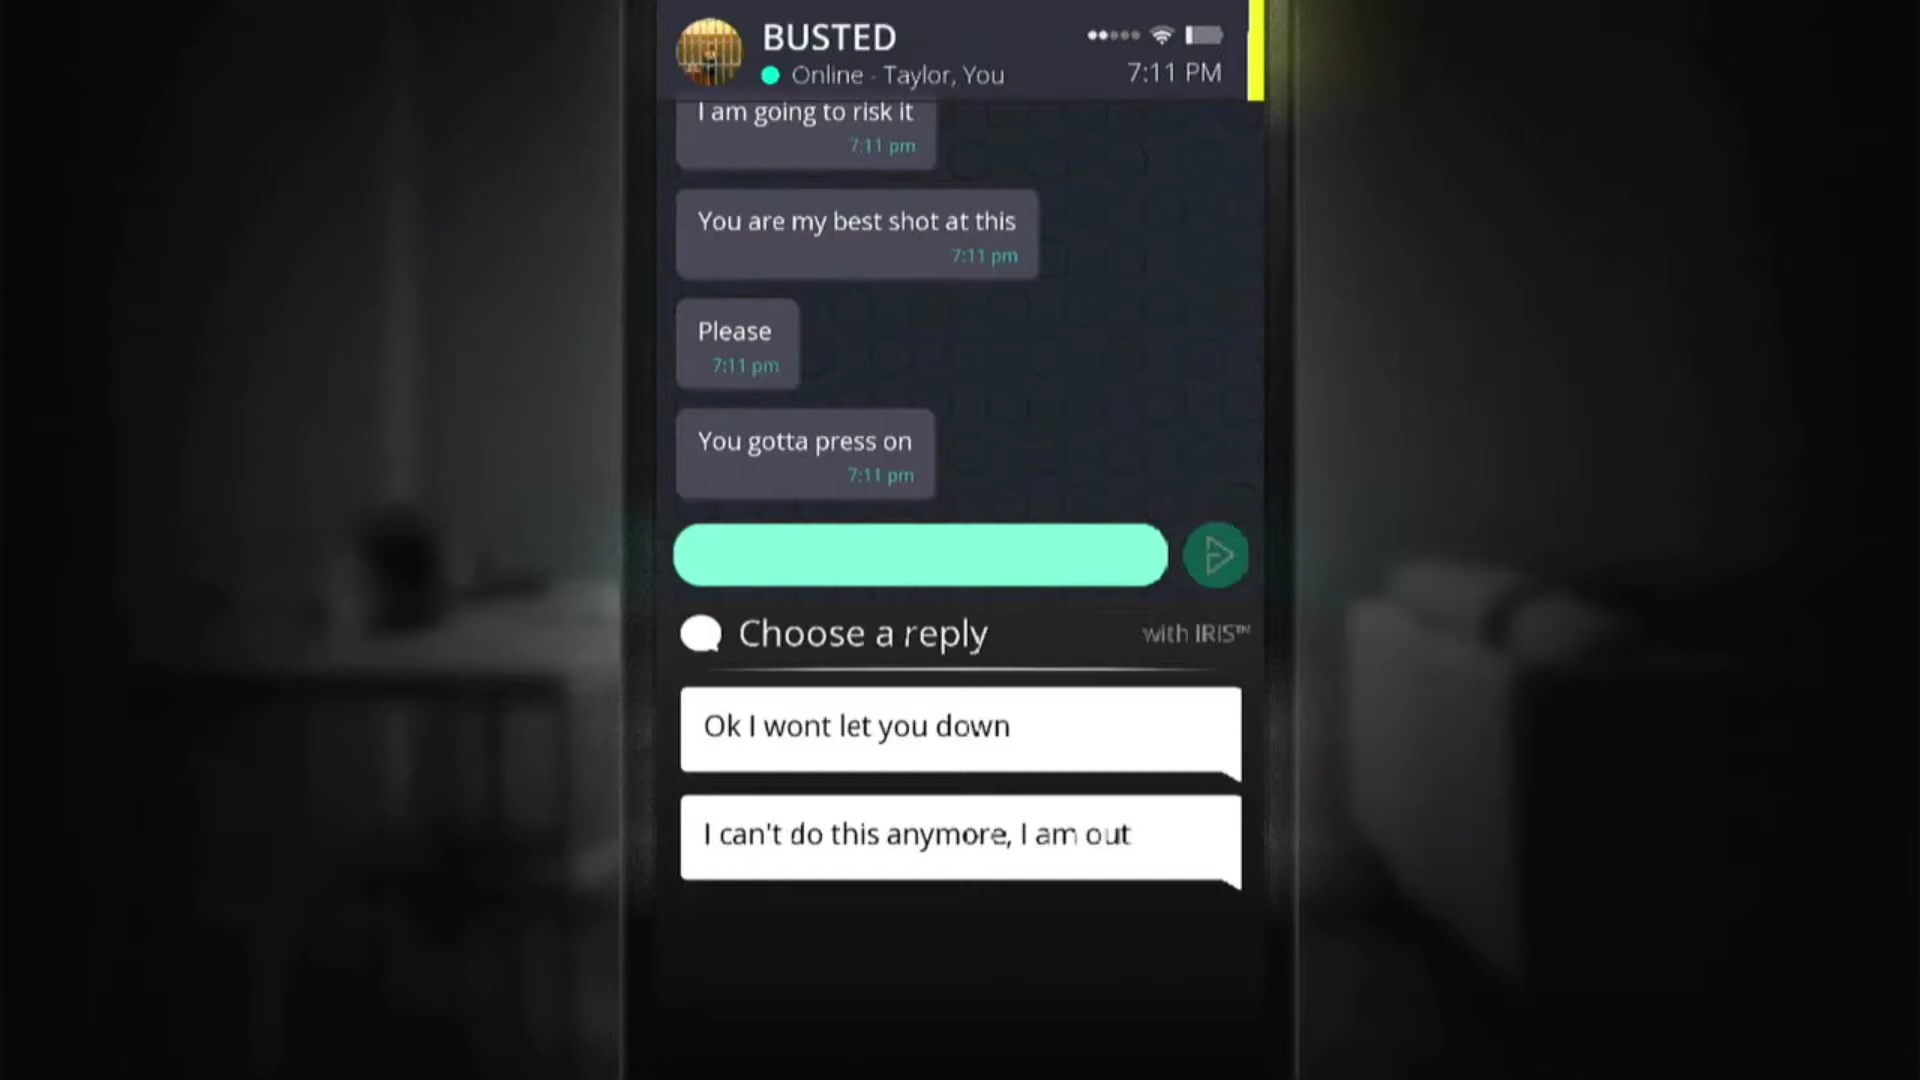 BUSTED
Online - Taylor, You
7:11 PM
I am going to risk it
7:11 pm
You are my best shot at this
7:11 pm
Please
7:11 pm
You gotta press on
7:11 pm
Choose a reply
with IRIS™
Ok I wont let you down
I can't do this anymore, I am out